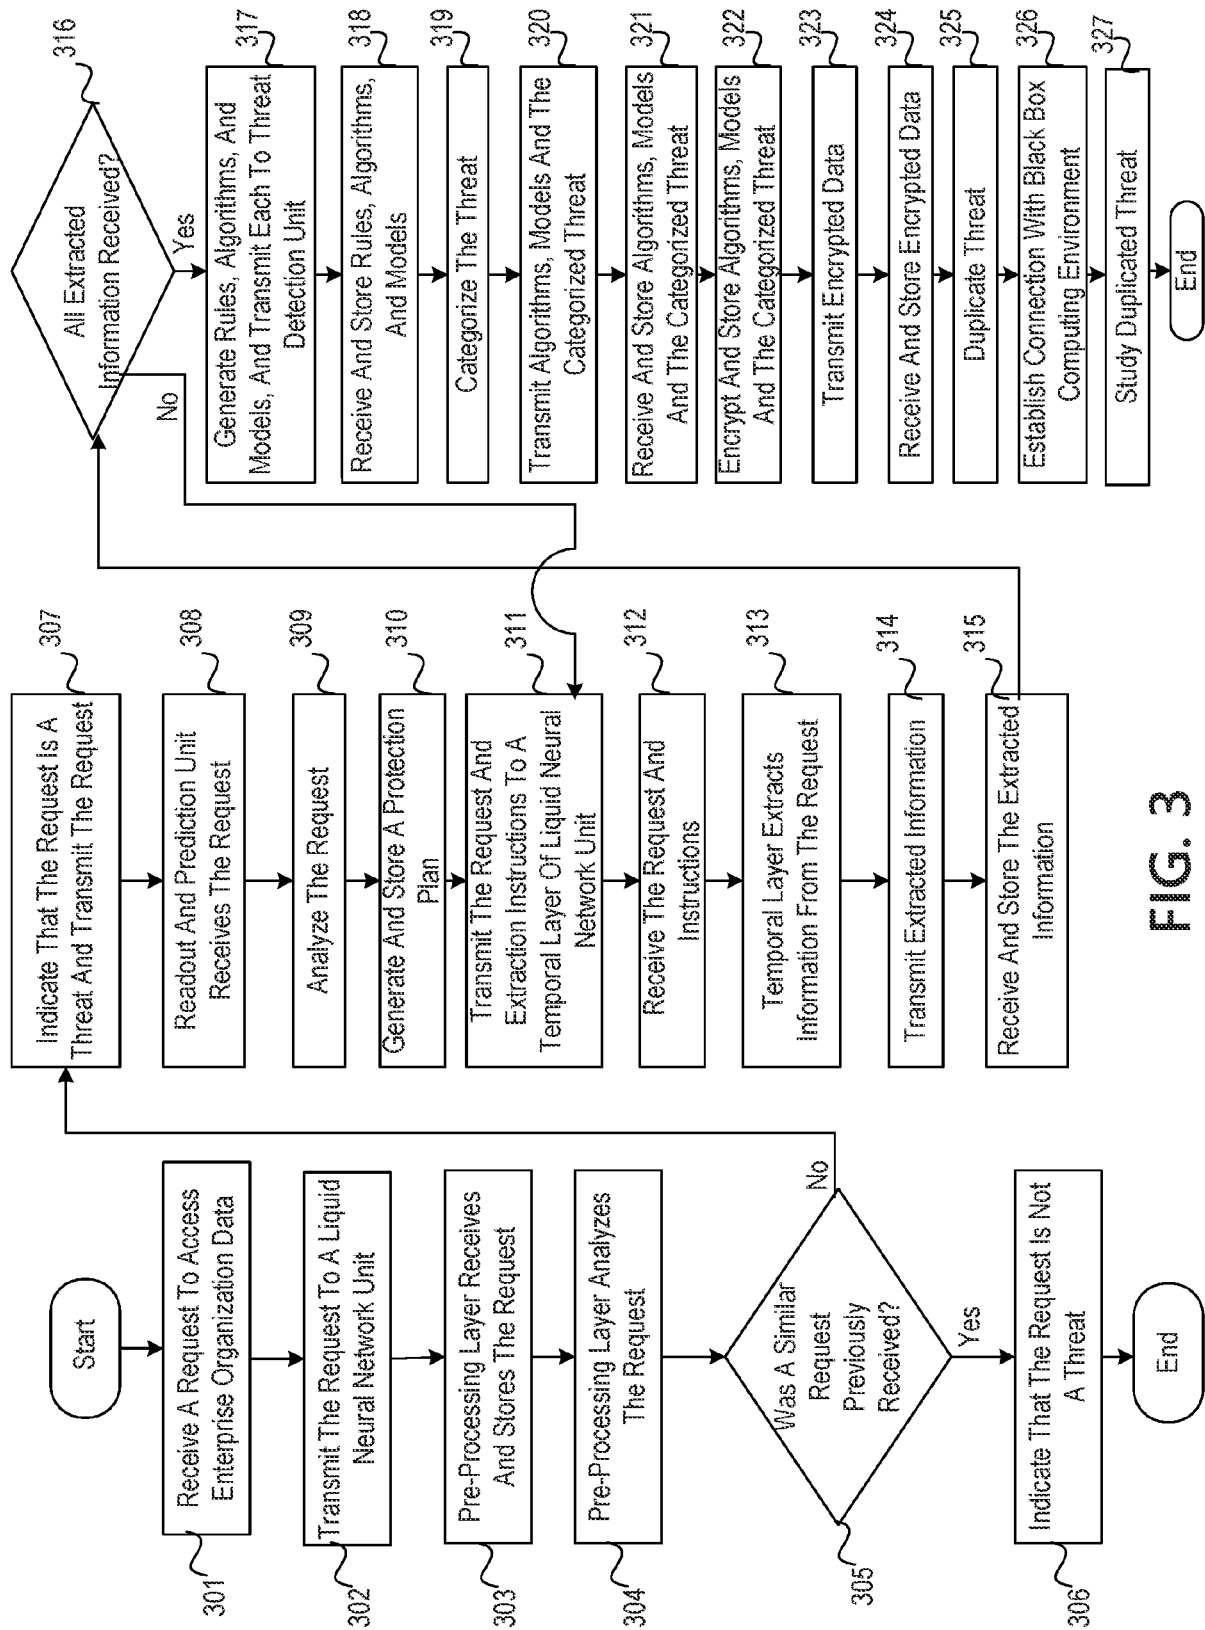 Start
Receive A Request To Access
Enterprise Organization Data
301
Transmit The Request To A Liquid
Neural Network Unit
302
Pre-Processing Layer Receives
And Stores The Request
303
Pre-Processing Layer Analyzes
The Request
304
Was A Similar
Request
Previously
Received?
305
No
Yes
Indicate That The Request Is Not
A Threat
306
End
Indicate That The Request Is A
Threat And Transmit The Request
307
Readout And Prediction Unit
Receives The Request
308
Analyze The Request
309
Generate And Store A Protection
Plan
310
Transmit The Request And
Extraction Instructions To A
Temporal Layer Of Liquid Neural
Network Unit
311
Receive The Request And
Instructions
312
Temporal Layer Extracts
Information From The Request
313
Transmit Extracted Information
314
Receive And Store The Extracted
Information
315
All Extracted
Information Received?
316
No
Yes
Generate Rules, Algorithms, And
Models, And Transmit Each To Threat
Detection Unit
317
Receive And Store Rules, Algorithms,
And Models
318
Categorize The Threat
319
Transmit Algorithms, Models And The
Categorized Threat
320
Receive And Store Algorithms, Models
And The Categorized Threat
321
Encrypt And Store Algorithms, Models
And The Categorized Threat
322
Transmit Encrypted Data
323
Receive And Store Encrypted Data
324
Duplicate Threat
325
Establish Connection With Black Box
Computing Environment
326
Study Duplicated Threat
327
End
FIG. 3